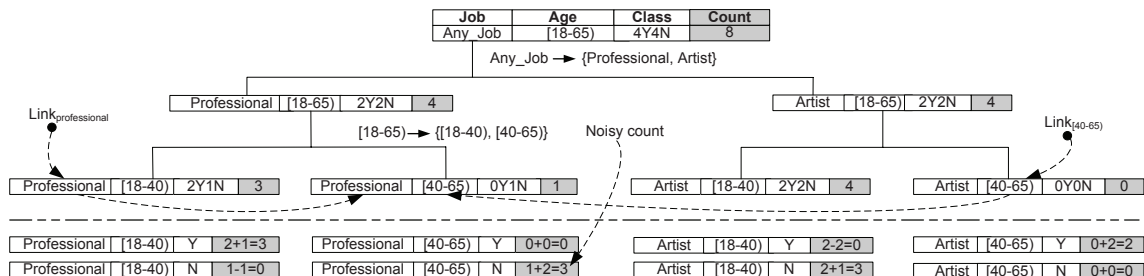 Job Age Class Count
Any_Job [18-65) 4Y4N 8
Any_Job → {Professional, Artist}
Professional [18-65) 2Y2N 4
Artist [18-65) 2Y2N 4
Link professional
[18-65) → {[18-40), [40-65)}
Noisy count
Link [40-65)
Professional [18-40) 2Y1N 3
Professional [40-65) 0Y1N 1
Artist [18-40) 2Y2N 4
Artist [40-65) 0Y0N 0
Professional [18-40) Y 2+1=3
Professional [40-65) Y 0+0=0
Artist [18-40) Y 2-2=0
Artist [40-65) Y 0+2=2
Professional [18-40) N 1-1=0
Professional [40-65) N 1+2=3
Artist [18-40) N 2+1=3
Artist [40-65) N 0+0=0